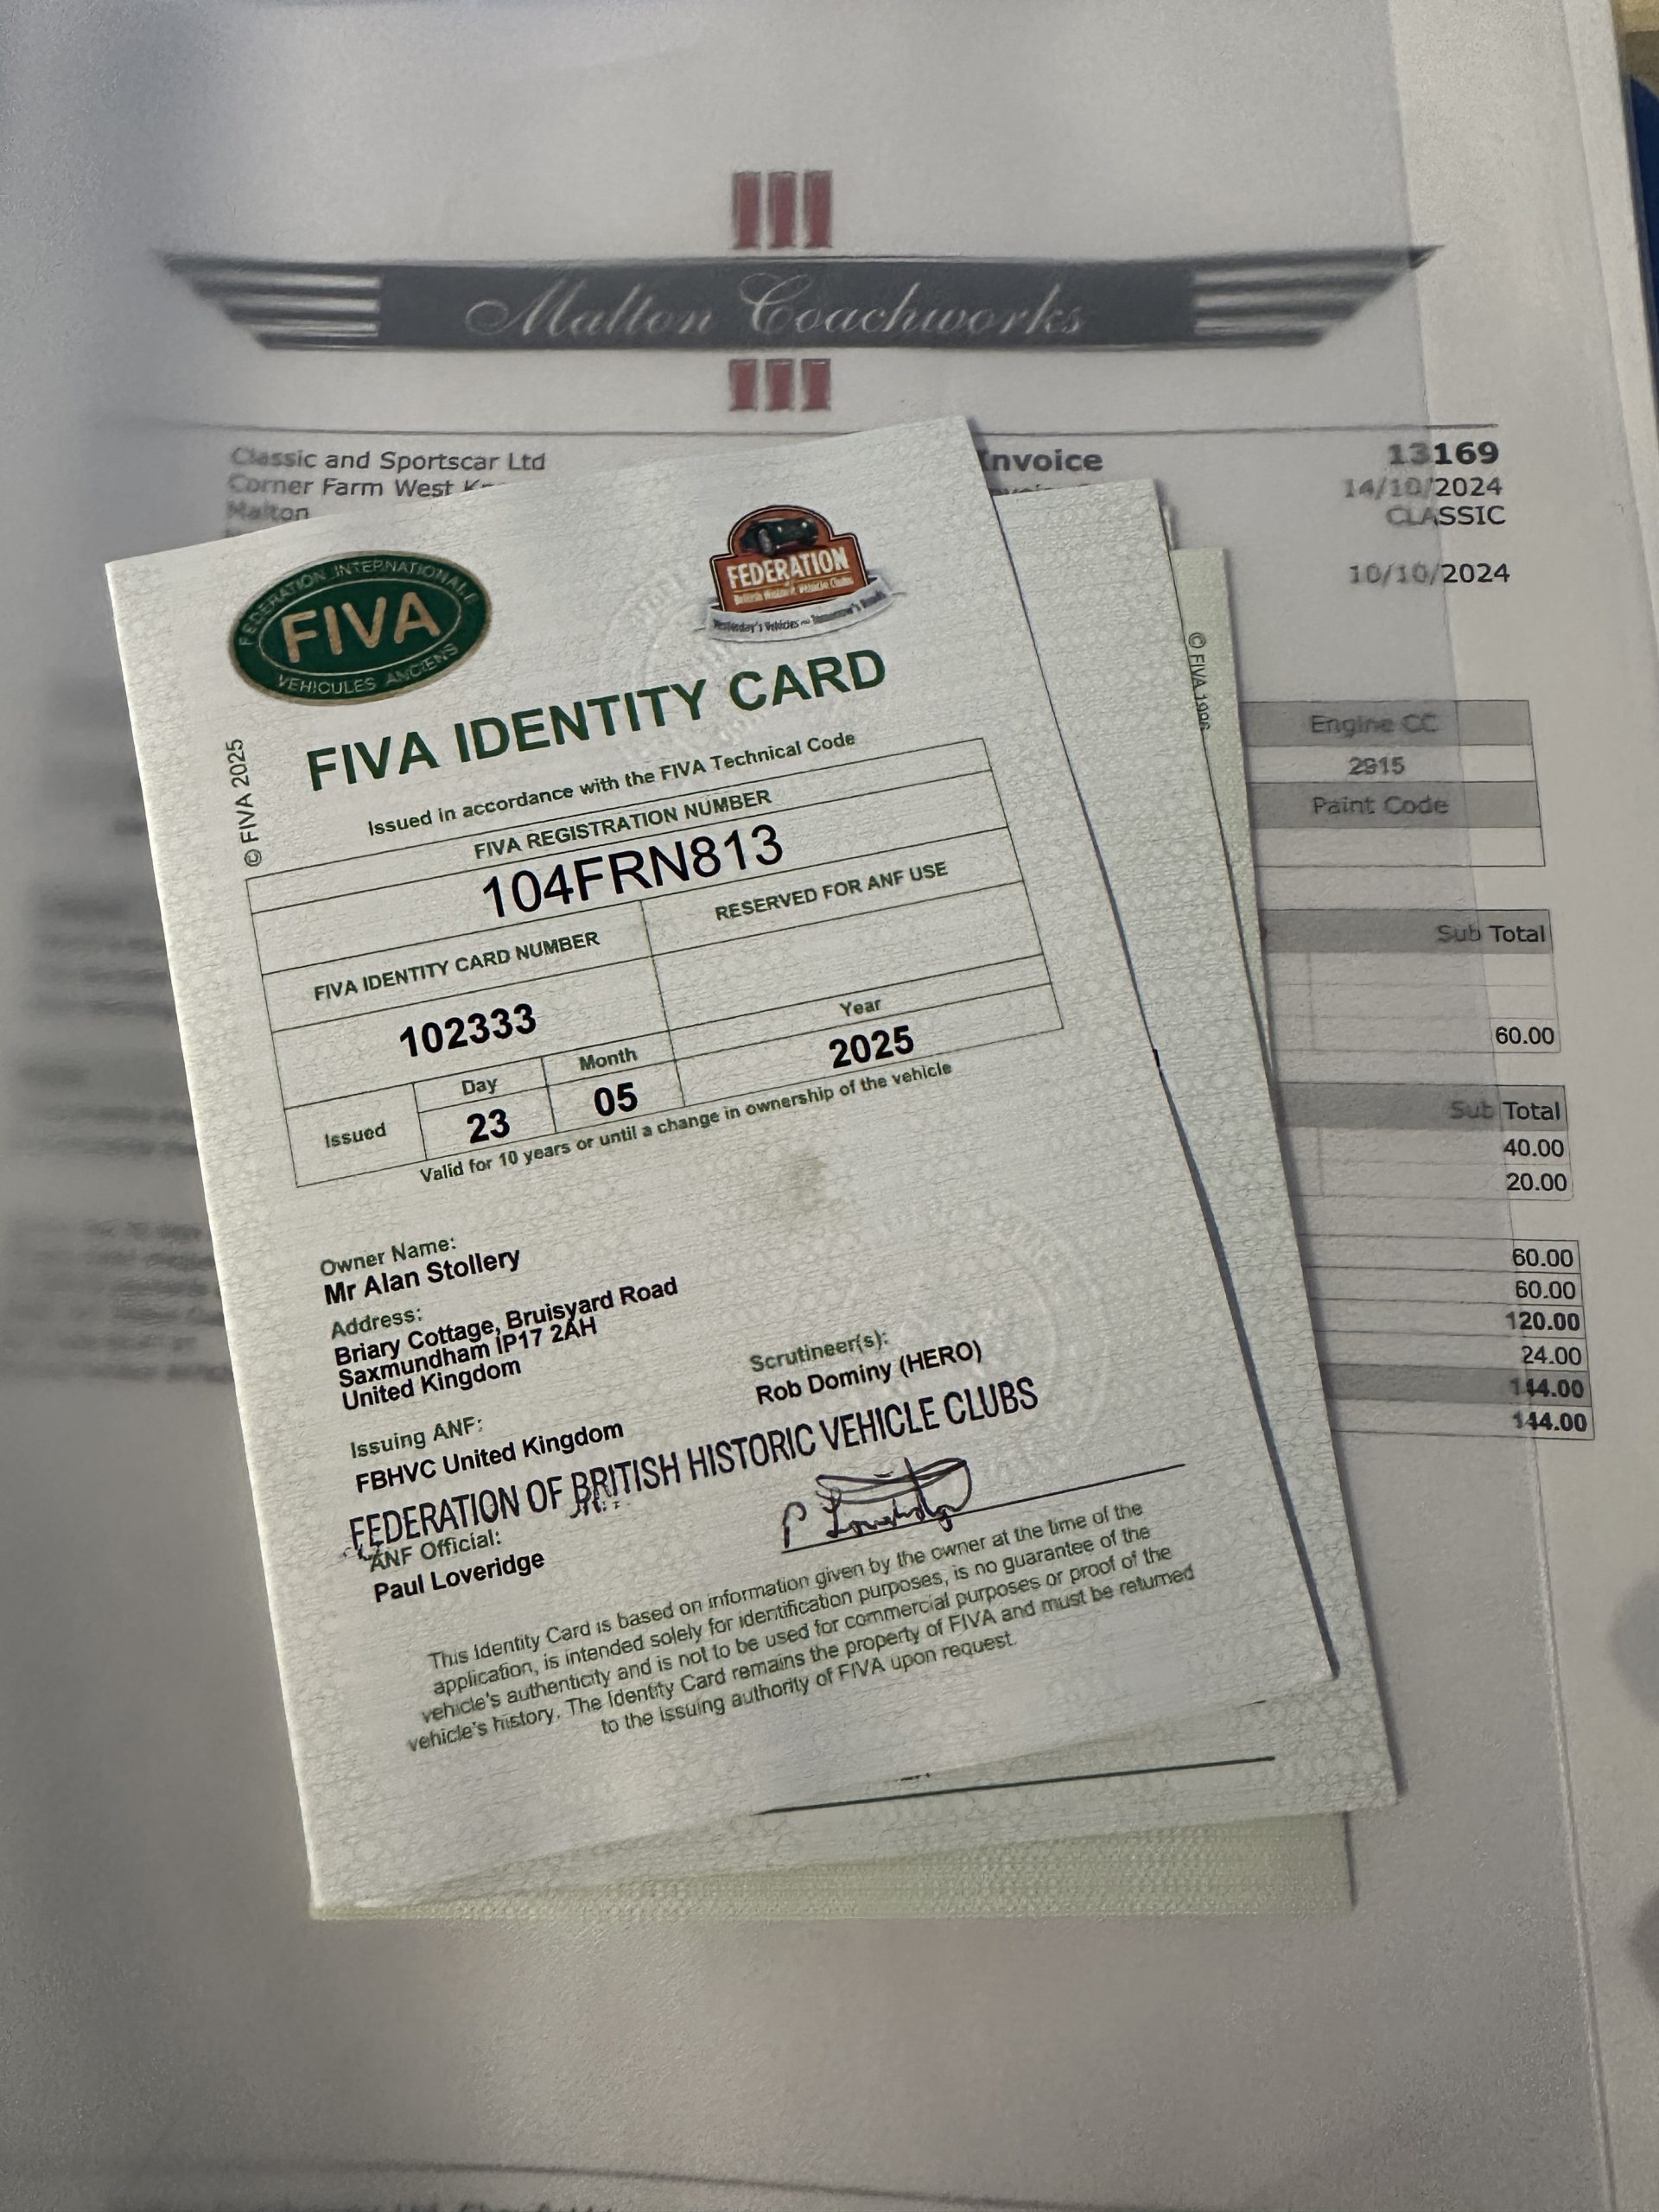 Malton Coachworks
Classic and Sportscar Ltd
Corner Farm West
Malton
Invoice 13169
14/10/2024
CLASSIC
10/10/2024
Engine CC
2915
Paint Code
Sub Total
60.00
Sub Total
40.00
20.00
60.00
60.00
120.00
24.00
144.00
144.00
FEDERATION INTERNATIONALE
FIVA
VEHICULES ANCIENS
FEDERATION
British Historic Vehicle Clubs
Yesterday's Vehicles on Tomorrow's Roads
© FIVA 2025
© FIVA 1996
FIVA IDENTITY CARD
Issued in accordance with the FIVA Technical Code
FIVA REGISTRATION NUMBER
104FRN813
FIVA IDENTITY CARD NUMBER
RESERVED FOR ANF USE
102333
Issued
Day Month Year
23 05 2025
Valid for 10 years or until a change in ownership of the vehicle
Owner Name:
Mr Alan Stollery
Address:
Briary Cottage, Bruisyard Road
Saxmundham IP17 2AH
United Kingdom
Scrutineer(s):
Rob Dominy (HERO)
Issuing ANF:
FBHVC United Kingdom
FEDERATION OF BRITISH HISTORIC VEHICLE CLUBS
ANF Official:
Paul Loveridge
P Loveridge
This Identity Card is based on information given by the owner at the time of the
application, is intended solely for identification purposes, is no guarantee of the
vehicle's authenticity and is not to be used for commercial purposes or proof of the
vehicle's history. The Identity Card remains the property of FIVA and must be returned
to the issuing authority of FIVA upon request.